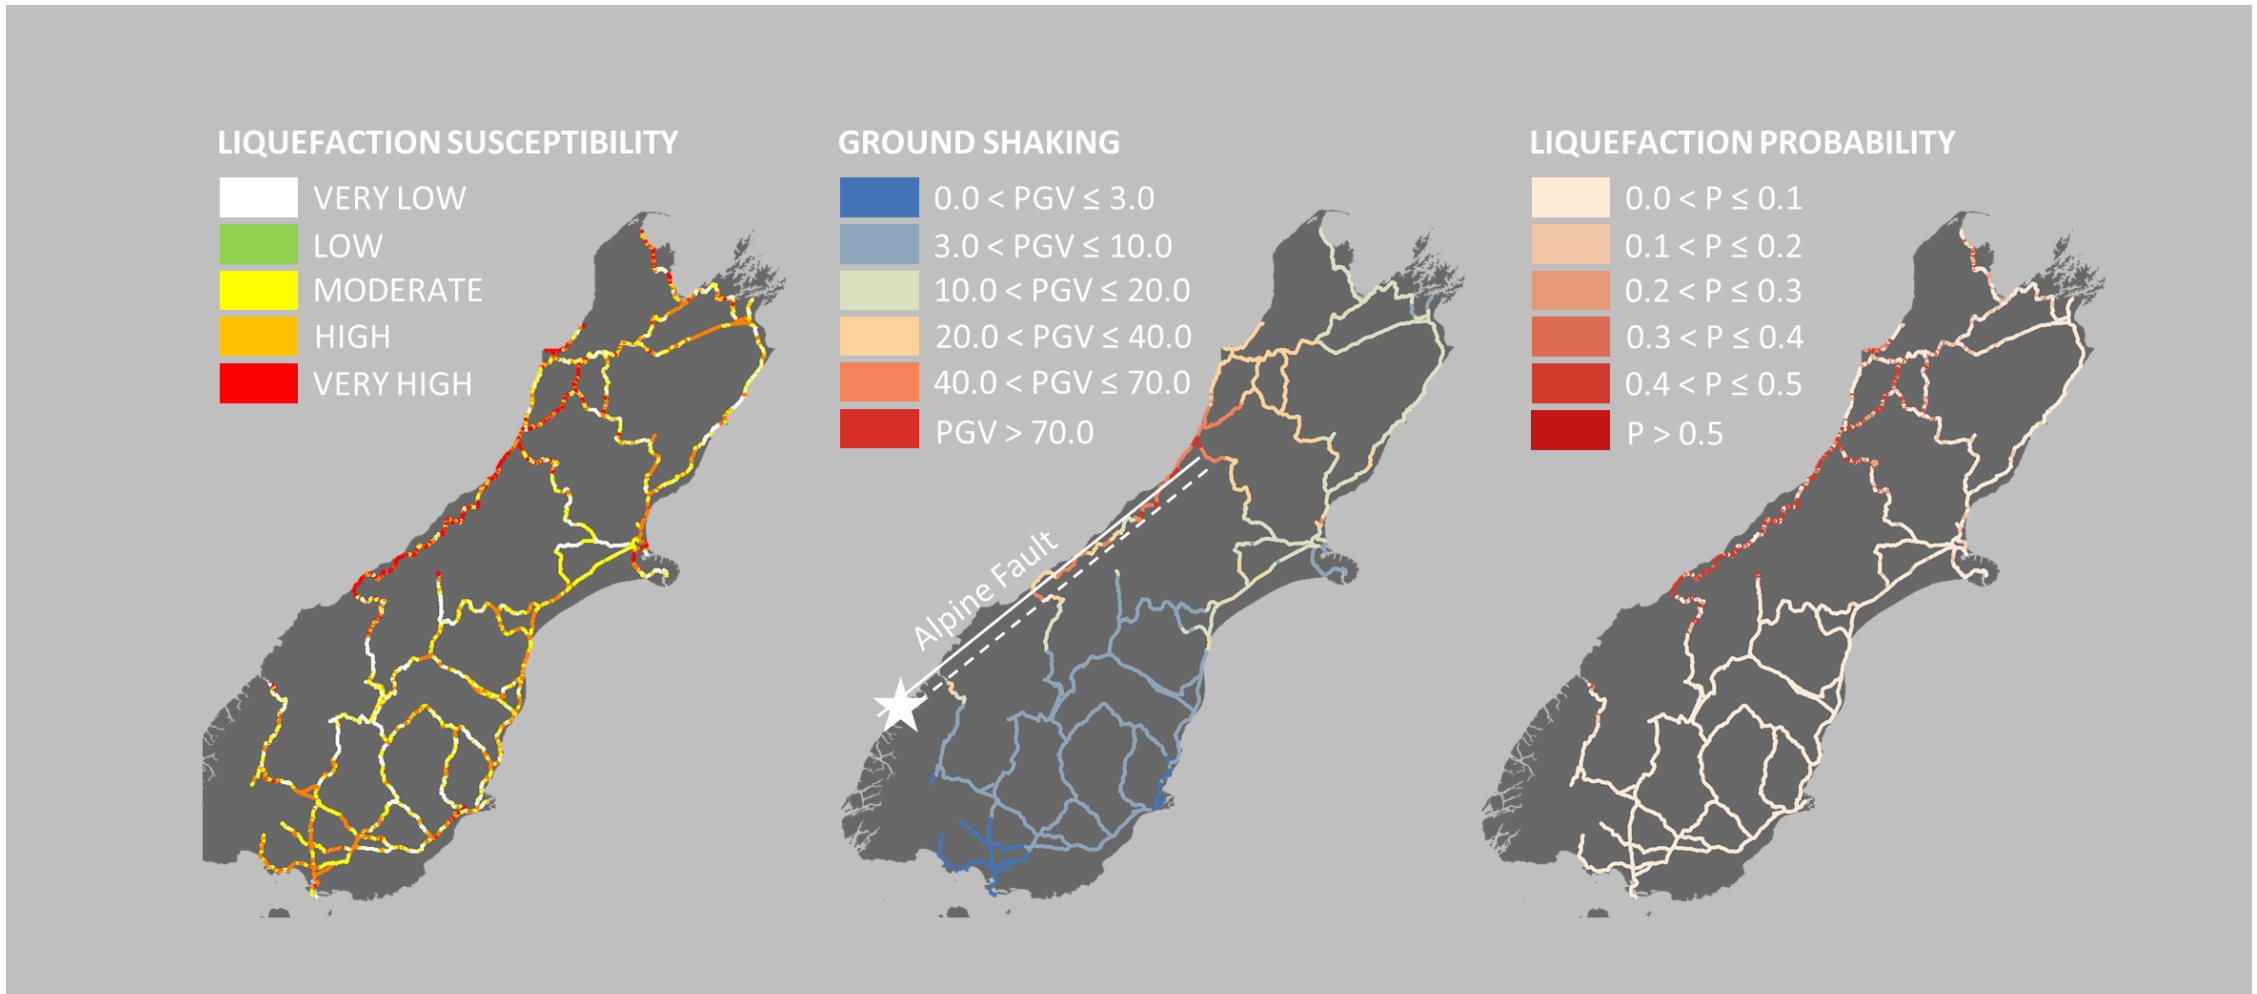 LIQUEFACTION SUSCEPTIBILITY
VERY LOW
LOW
MODERATE
HIGH
VERY HIGH
GROUND SHAKING
0.0 < PGV ≤ 3.0
3.0 < PGV ≤ 10.0
10.0 < PGV ≤ 20.0
20.0 < PGV ≤ 40.0
40.0 < PGV ≤ 70.0
PGV > 70.0
Alpine Fault
LIQUEFACTION PROBABILITY
0.0 < P ≤ 0.1
0.1 < P ≤ 0.2
0.2 < P ≤ 0.3
0.3 < P ≤ 0.4
0.4 < P ≤ 0.5
P > 0.5